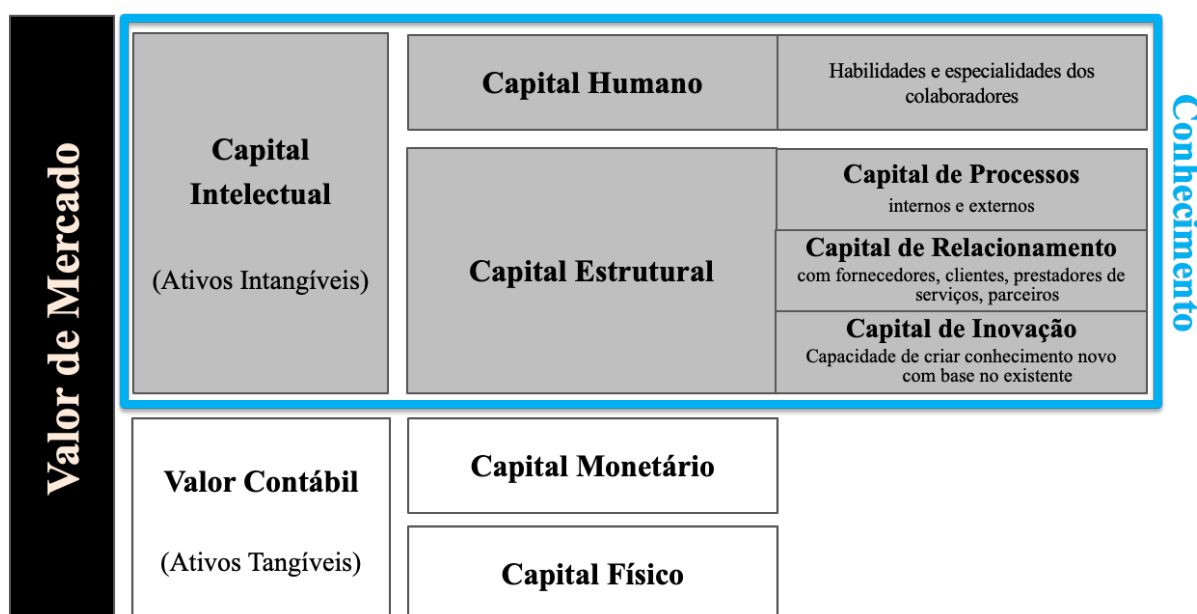 Valor de Mercado
Capital
Intelectual
(Ativos Intangíveis)
Capital Humano
Habilidades e especialidades dos
colaboradores
Capital Estrutural
Capital de Processos
internos e externos
Capital de Relacionamento
com fornecedores, clientes, prestadores de
serviços, parceiros
Capital de Inovação
Capacidade de criar conhecimento novo
com base no existente
Conhecimento
Valor Contábil
(Ativos Tangíveis)
Capital Monetário
Capital Físico